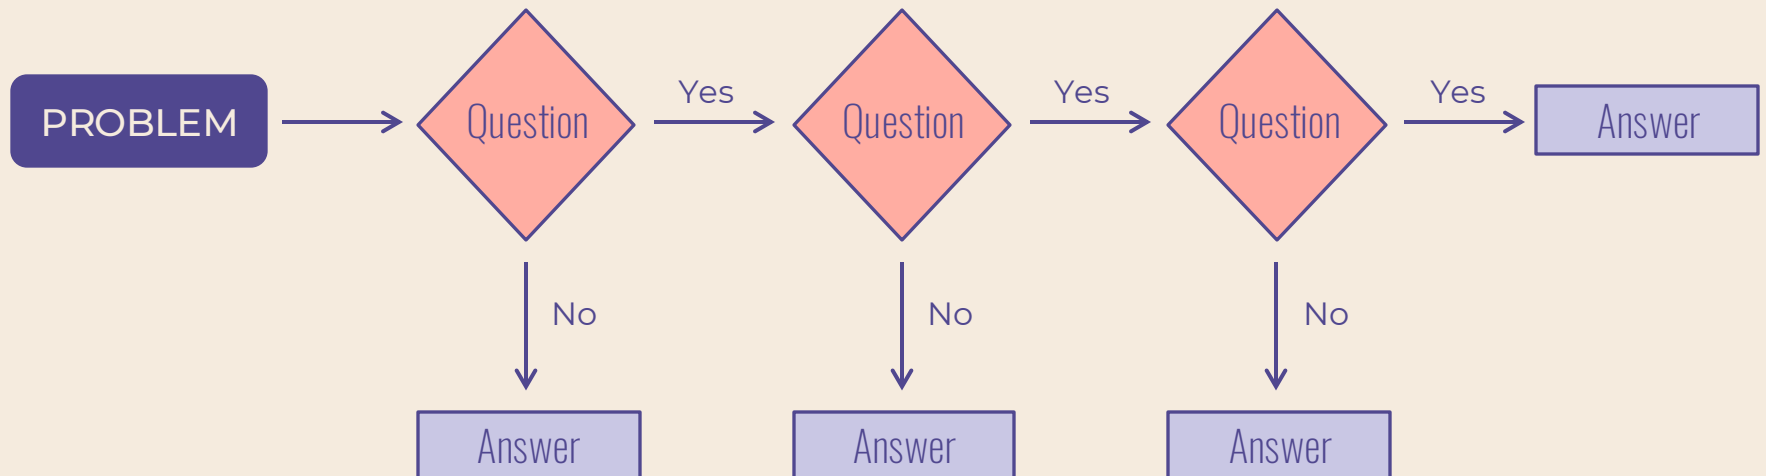 Yes
Yes
Yes
PROBLEM
Question
Question
Question
Answer
No
No
No
Answer
Answer
Answer